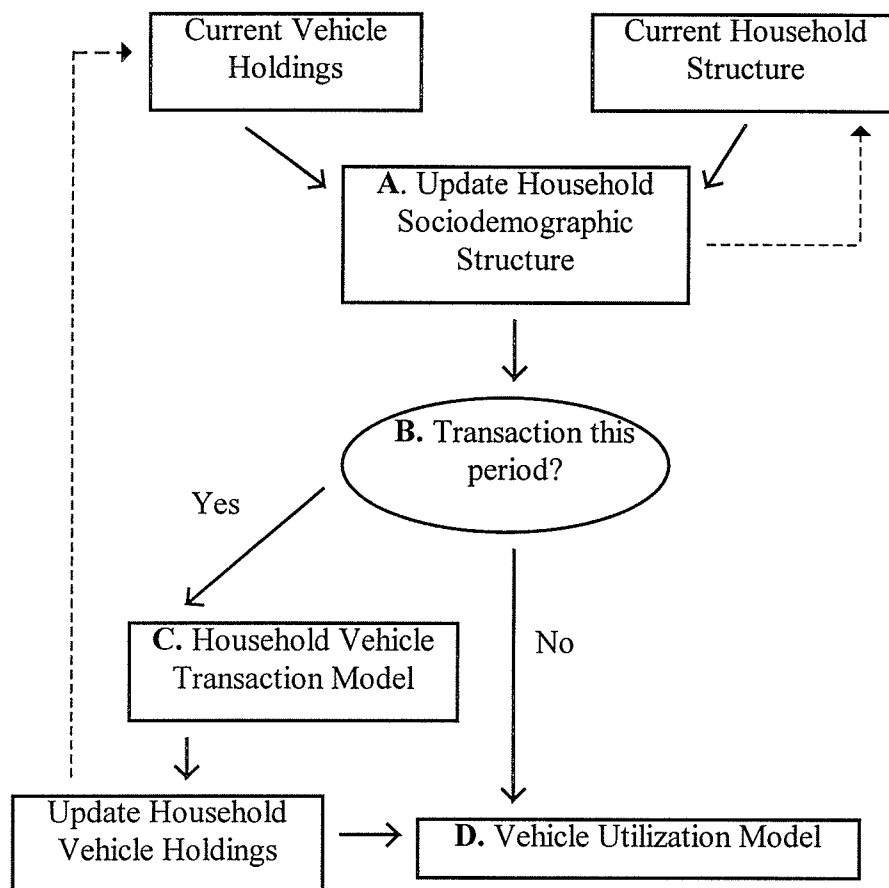 Current Vehicle
Holdings
Current Household
Structure
A. Update Household
Sociodemographic
Structure
B. Transaction this
period?
Yes
C. Household Vehicle
Transaction Model
No
Update Household
Vehicle Holdings
D. Vehicle Utilization Model